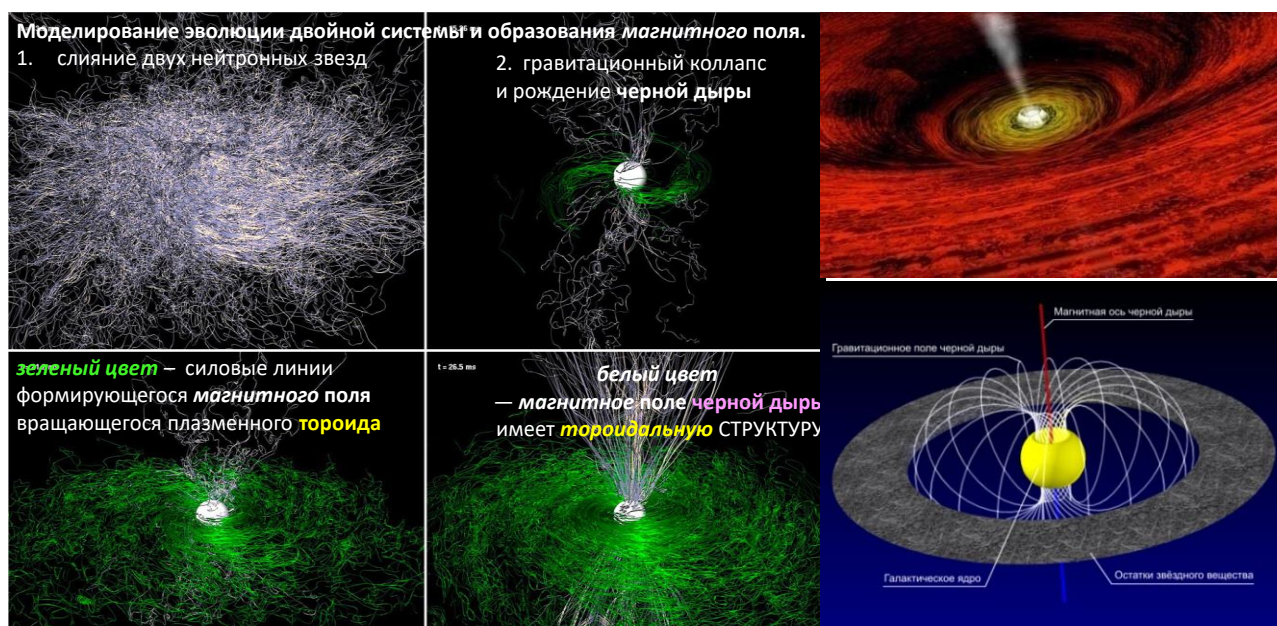 Моделирование эволюции двойной системы и образования магнитного поля.
1. слияние двух нейтронных звезд
2. гравитационный коллапс
и рождение черной дыры
зеленый цвет – силовые линии
формирующегося магнитного поля
вращающегося плазменного тороида
t = 26.5 ms
белый цвет
— магнитное поле черной дыры
имеет тороидальную СТРУКТУРУ
Магнитная ось черной дыры
Гравитационное поле черной дыры
Галактическое ядро
Остатки звёздного вещества